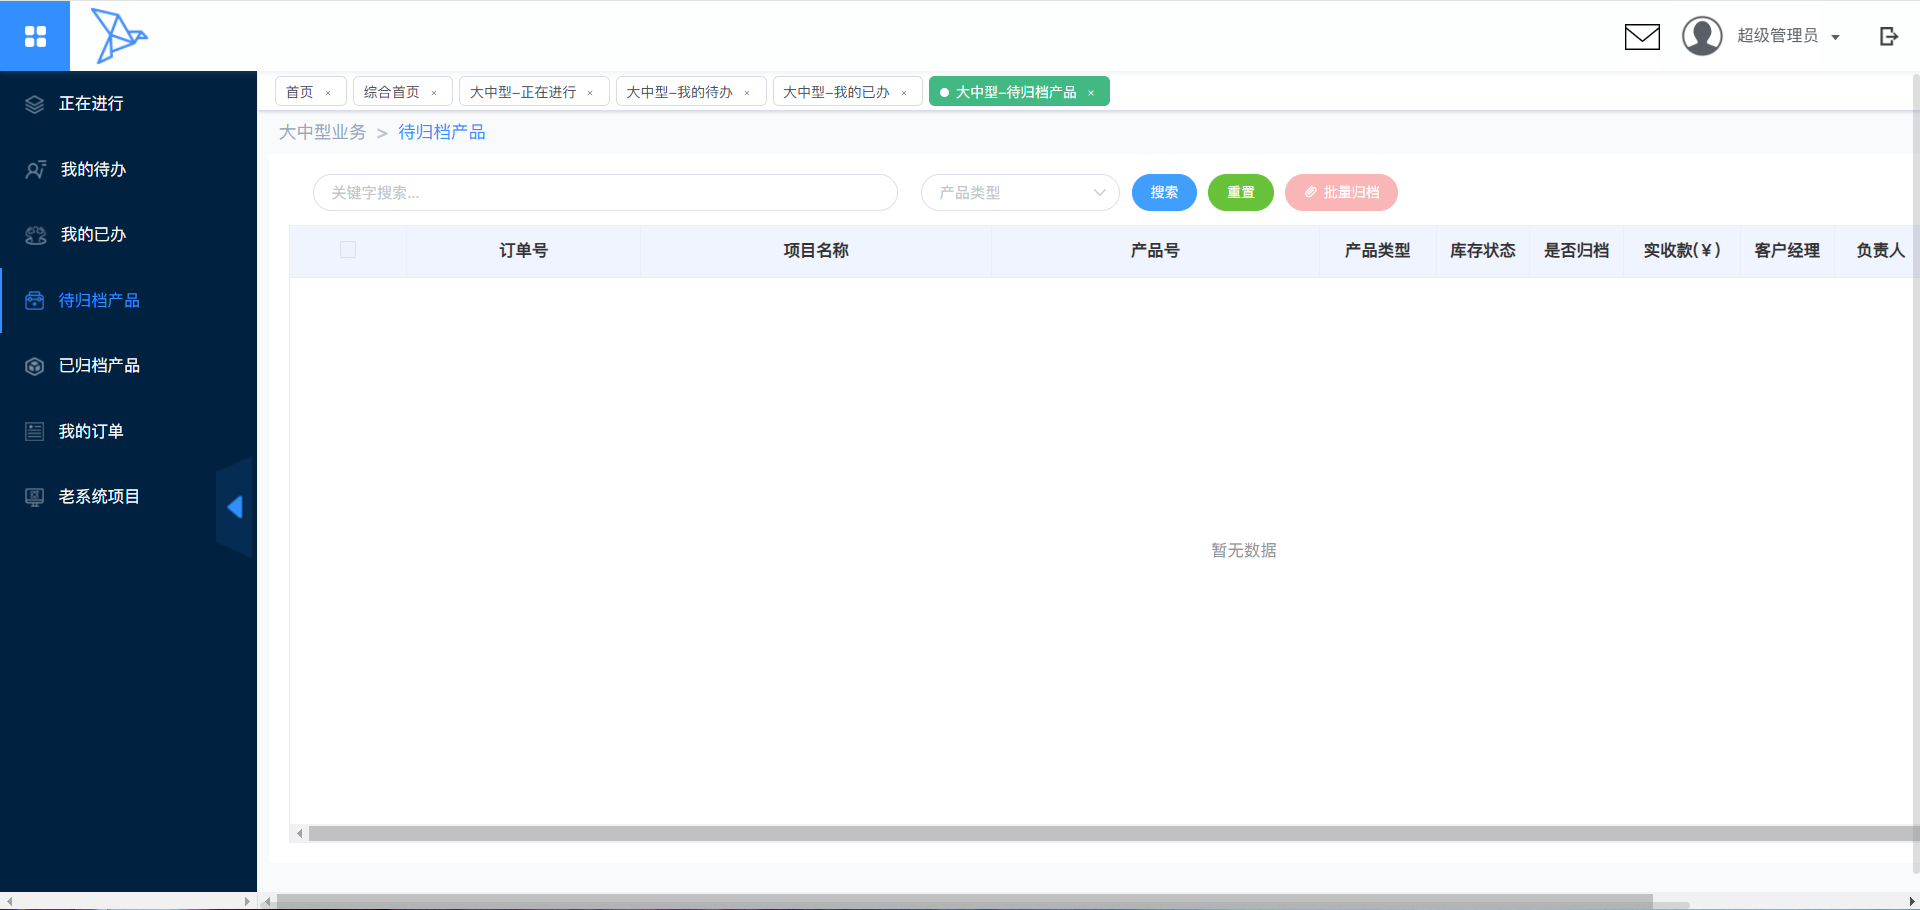 超级管理员
首页 × 综合首页 × 大中型-正在进行 × 大中型-我的待办 × 大中型-我的已办 × 大中型-待归档产品 ×
大中型业务 > 待归档产品
正在进行
我的待办
我的已办
待归档产品
已归档产品
我的订单
老系统项目
关键字搜索... 产品类型 搜索 重置 批量归档
订单号 项目名称 产品号 产品类型 库存状态 是否归档 实收款(¥) 客户经理 负责人
暂无数据